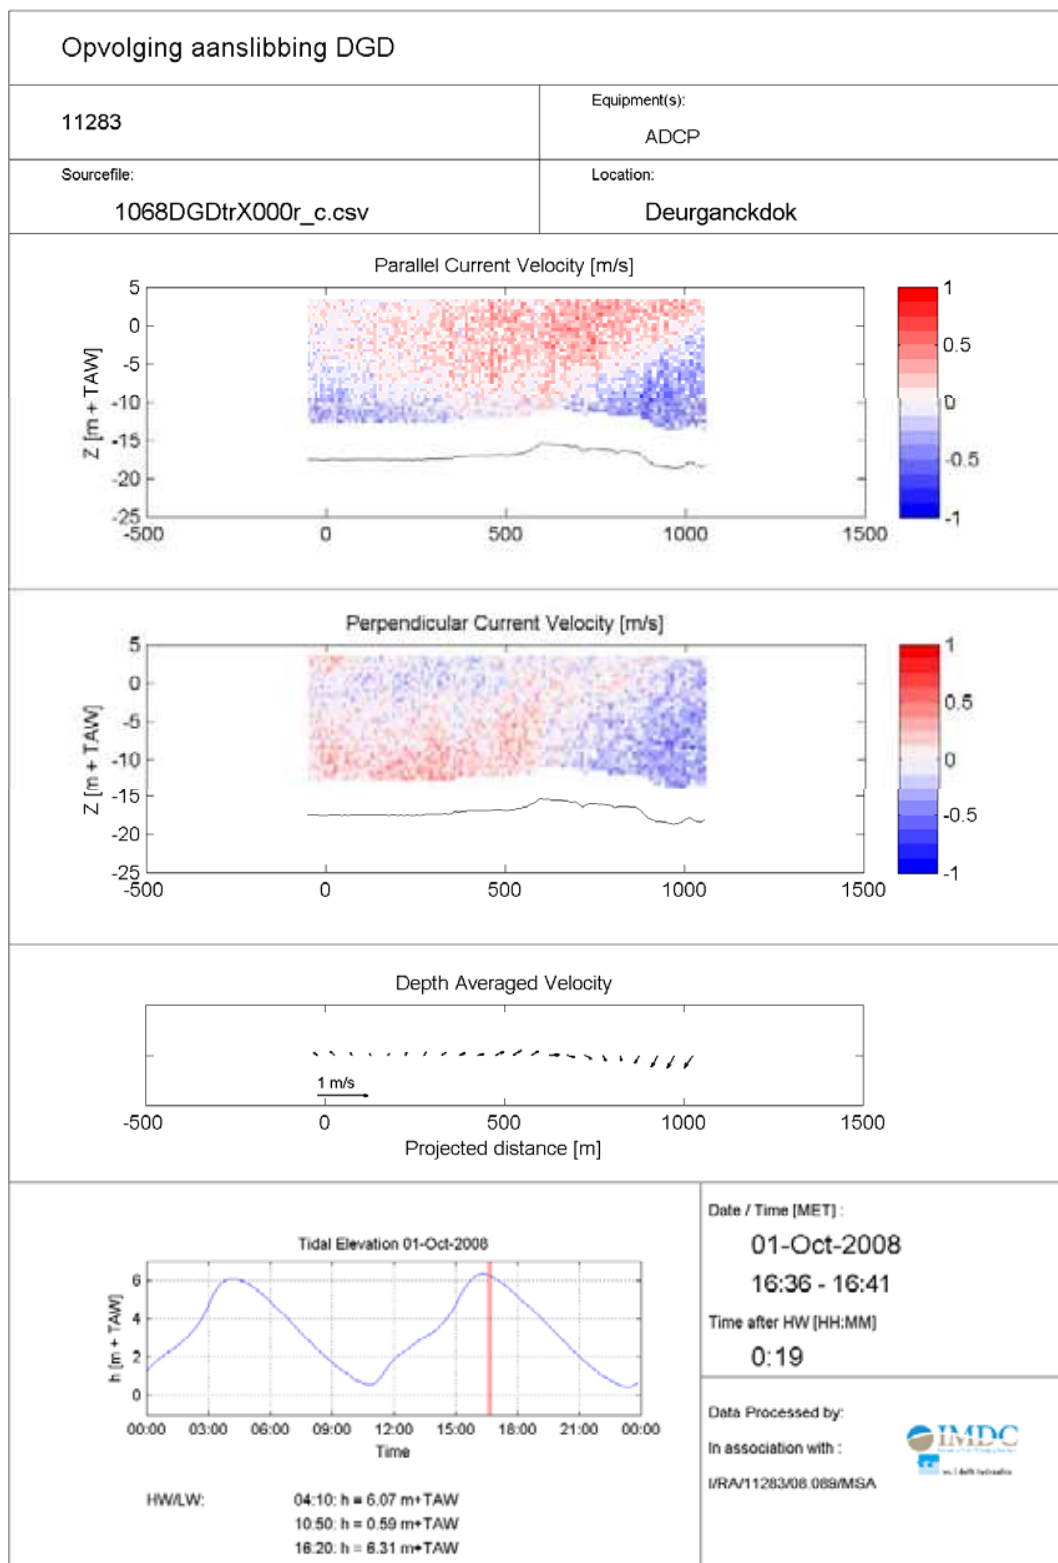 Opvolging aanslibbing DGD
11283
Equipment(s):
ADCP
Sourcefile:
1068DGDtrX000r_c.csv
Location:
Deurganckdok
Parallel Current Velocity [m/s]
5
0
-5
-10
-15
-20
-25
Z [m + TAW]
-500
0
500
1000
1500
1
0.5
0
-0.5
-1
Perpendicular Current Velocity [m/s]
5
0
-5
-10
-15
-20
-25
Z [m + TAW]
-500
0
500
1000
1500
1
0.5
0
-0.5
-1
Depth Averaged Velocity
1 m/s
-500
0
500
1000
1500
Projected distance [m]
Tidal Elevation 01-Oct-2008
6
4
2
0
h [m + TAW]
00:00
03:00
06:00
09:00
12:00
15:00
18:00
21:00
00:00
Time
HW/LW:
04:10: h = 6.07 m+TAW
10:50: h = 0.59 m+TAW
16:20: h = 6.31 m+TAW
Date / Time [MET] :
01-Oct-2008
16:36 - 16:41
Time after HW [HH:MM]
0:19
Data Processed by:
IMDC
In association with :
wl | delft hydraulics
I/RA/11283/08.089/MSA